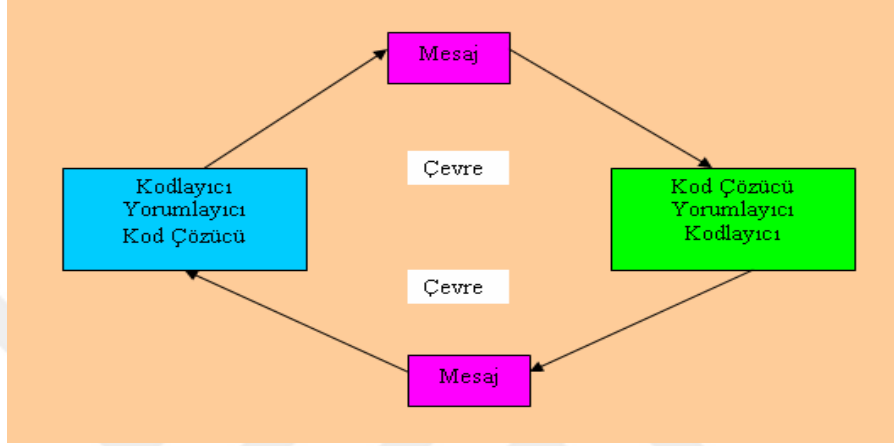 Mesaj
Çevre
Kodlayıcı
Yorumlayıcı
Kod Çözücü
Kod Çözücü
Yorumlayıcı
Kodlayıcı
Çevre
Mesaj